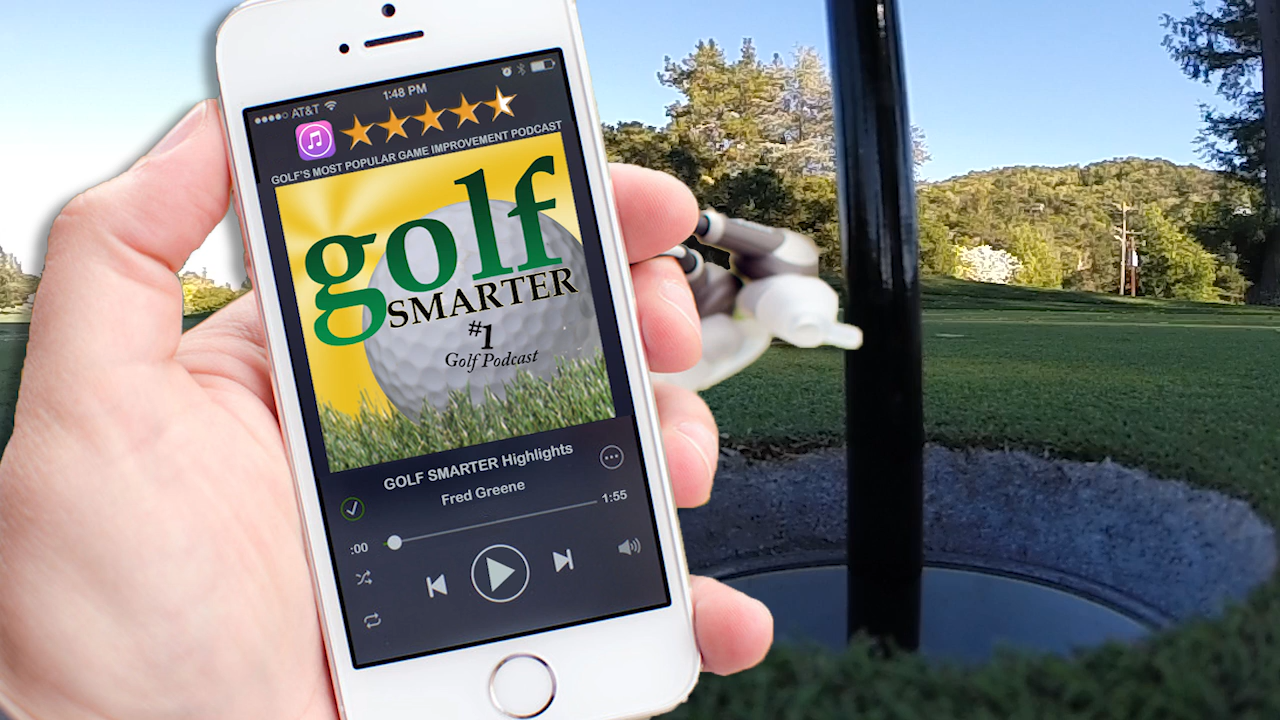 AT&T 1:48 PM
GOLF'S MOST POPULAR GAME IMPROVEMENT PODCAST
golf
SMARTER
#1
Golf Podcast
GOLF SMARTER Highlights
Fred Greene
:00 1:55